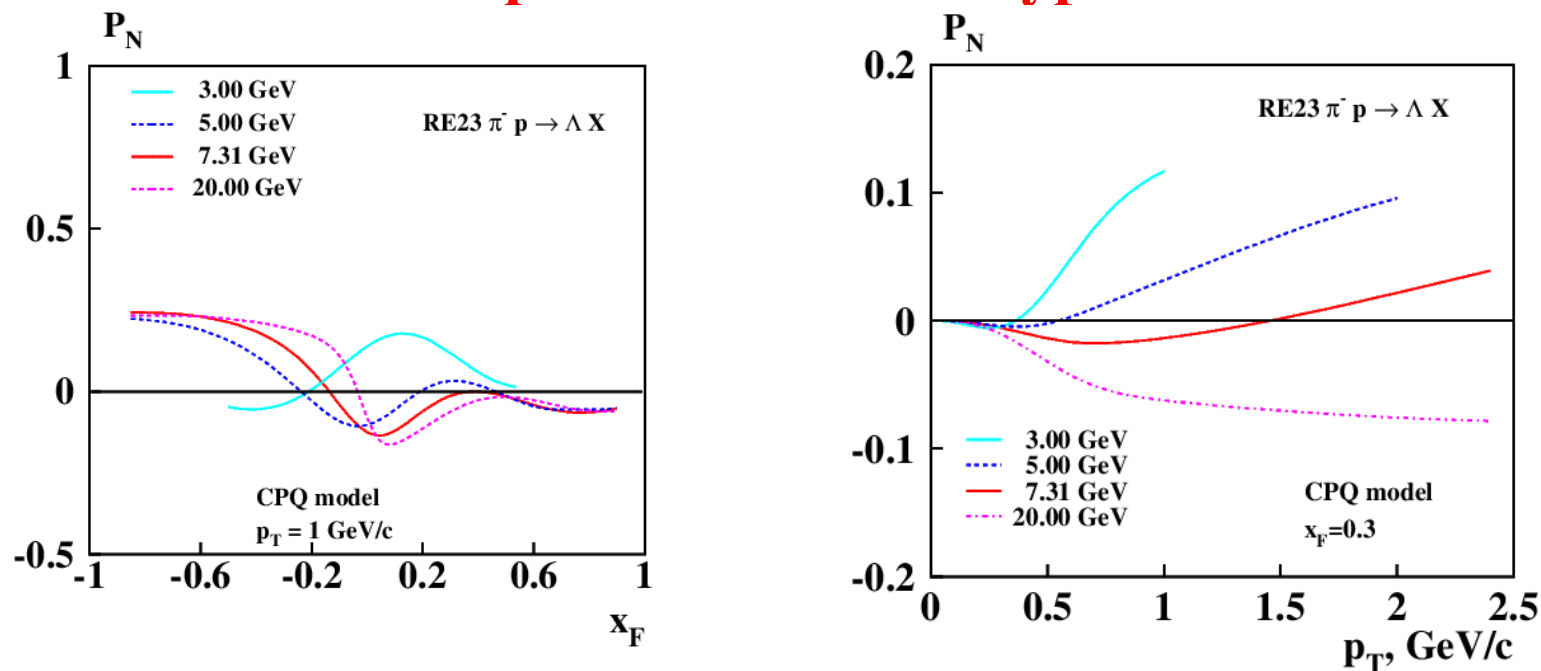 P_N
1
0.5
0
-0.5
-1
-0.6
-0.2
0.2
0.6
1
x_F
3.00 GeV
5.00 GeV
7.31 GeV
20.00 GeV
RE23 π⁻ p → Λ X
CPQ model
p_T = 1 GeV/c
P_N
0.2
0.1
0
-0.1
-0.2
0
0.5
1
1.5
2
2.5
p_T, GeV/c
RE23 π⁻ p → Λ X
3.00 GeV
5.00 GeV
7.31 GeV
20.00 GeV
CPQ model
x_F=0.3